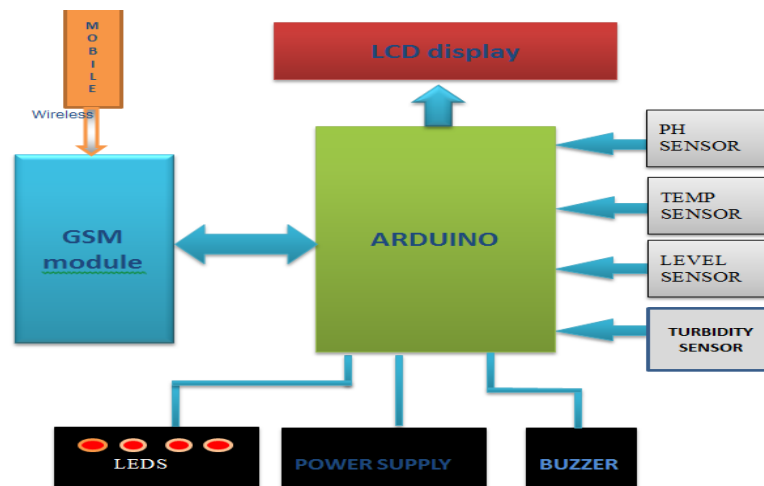 M
O
B
I
L
E
LCD display
Wireless
PH
SENSOR
GSM
module
ARDUINO
TEMP
SENSOR
LEVEL
SENSOR
TURBIDITY
SENSOR
LEDS
POWER SUPPLY
BUZZER